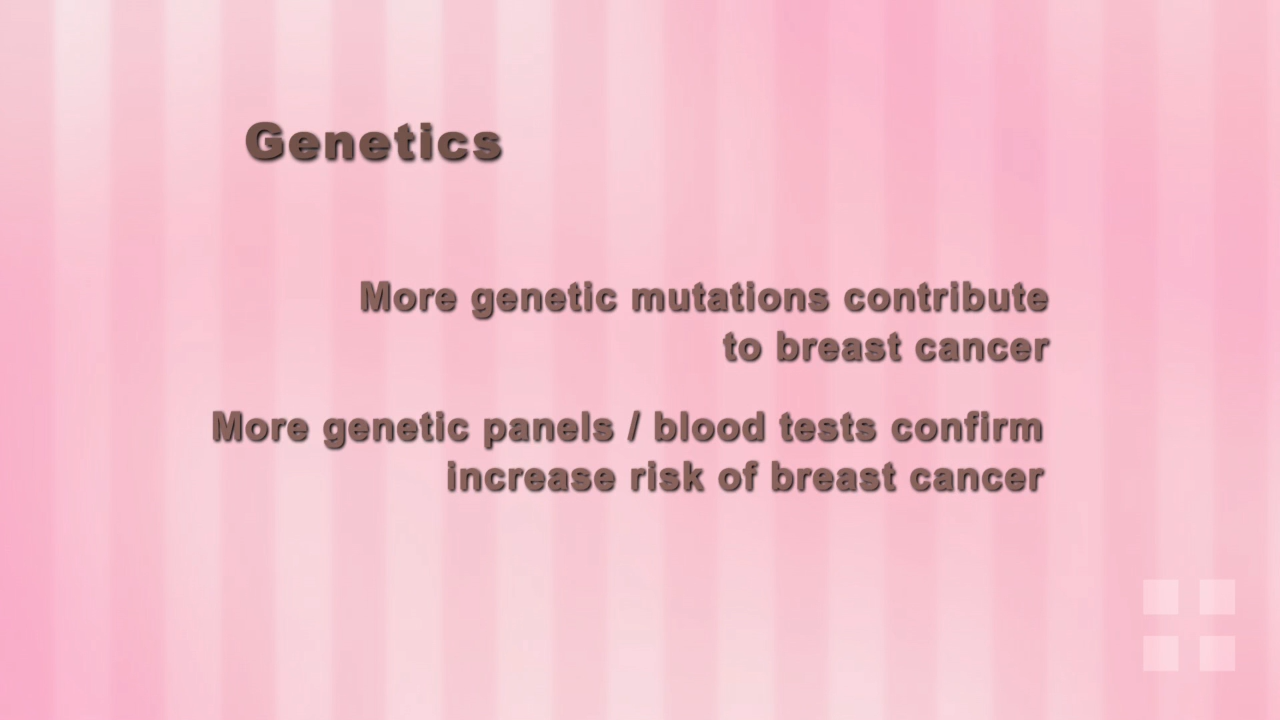 Genetics
More genetic mutations contribute
to breast cancer
More genetic panels / blood tests confirm
increase risk of breast cancer